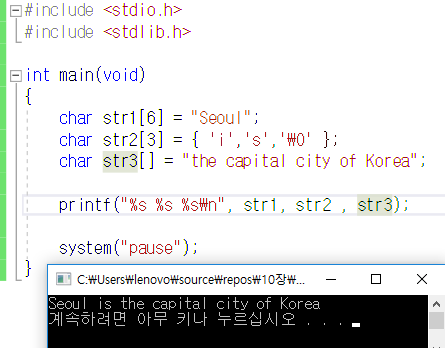 #include <stdio.h>
#include <stdlib.h>
int main(void)
{
char str1[6] = "Seoul";
char str2[3] = { 'i','s','₩0' };
char str3[] = "the capital city of Korea";
printf("%s %s %s₩n", str1, str2 , str3);
system("pause");
}
C:₩Users₩lenovo₩source₩repos₩10장₩...
Seoul is the capital city of Korea
계속하려면 아무 키나 누르십시오 . . .